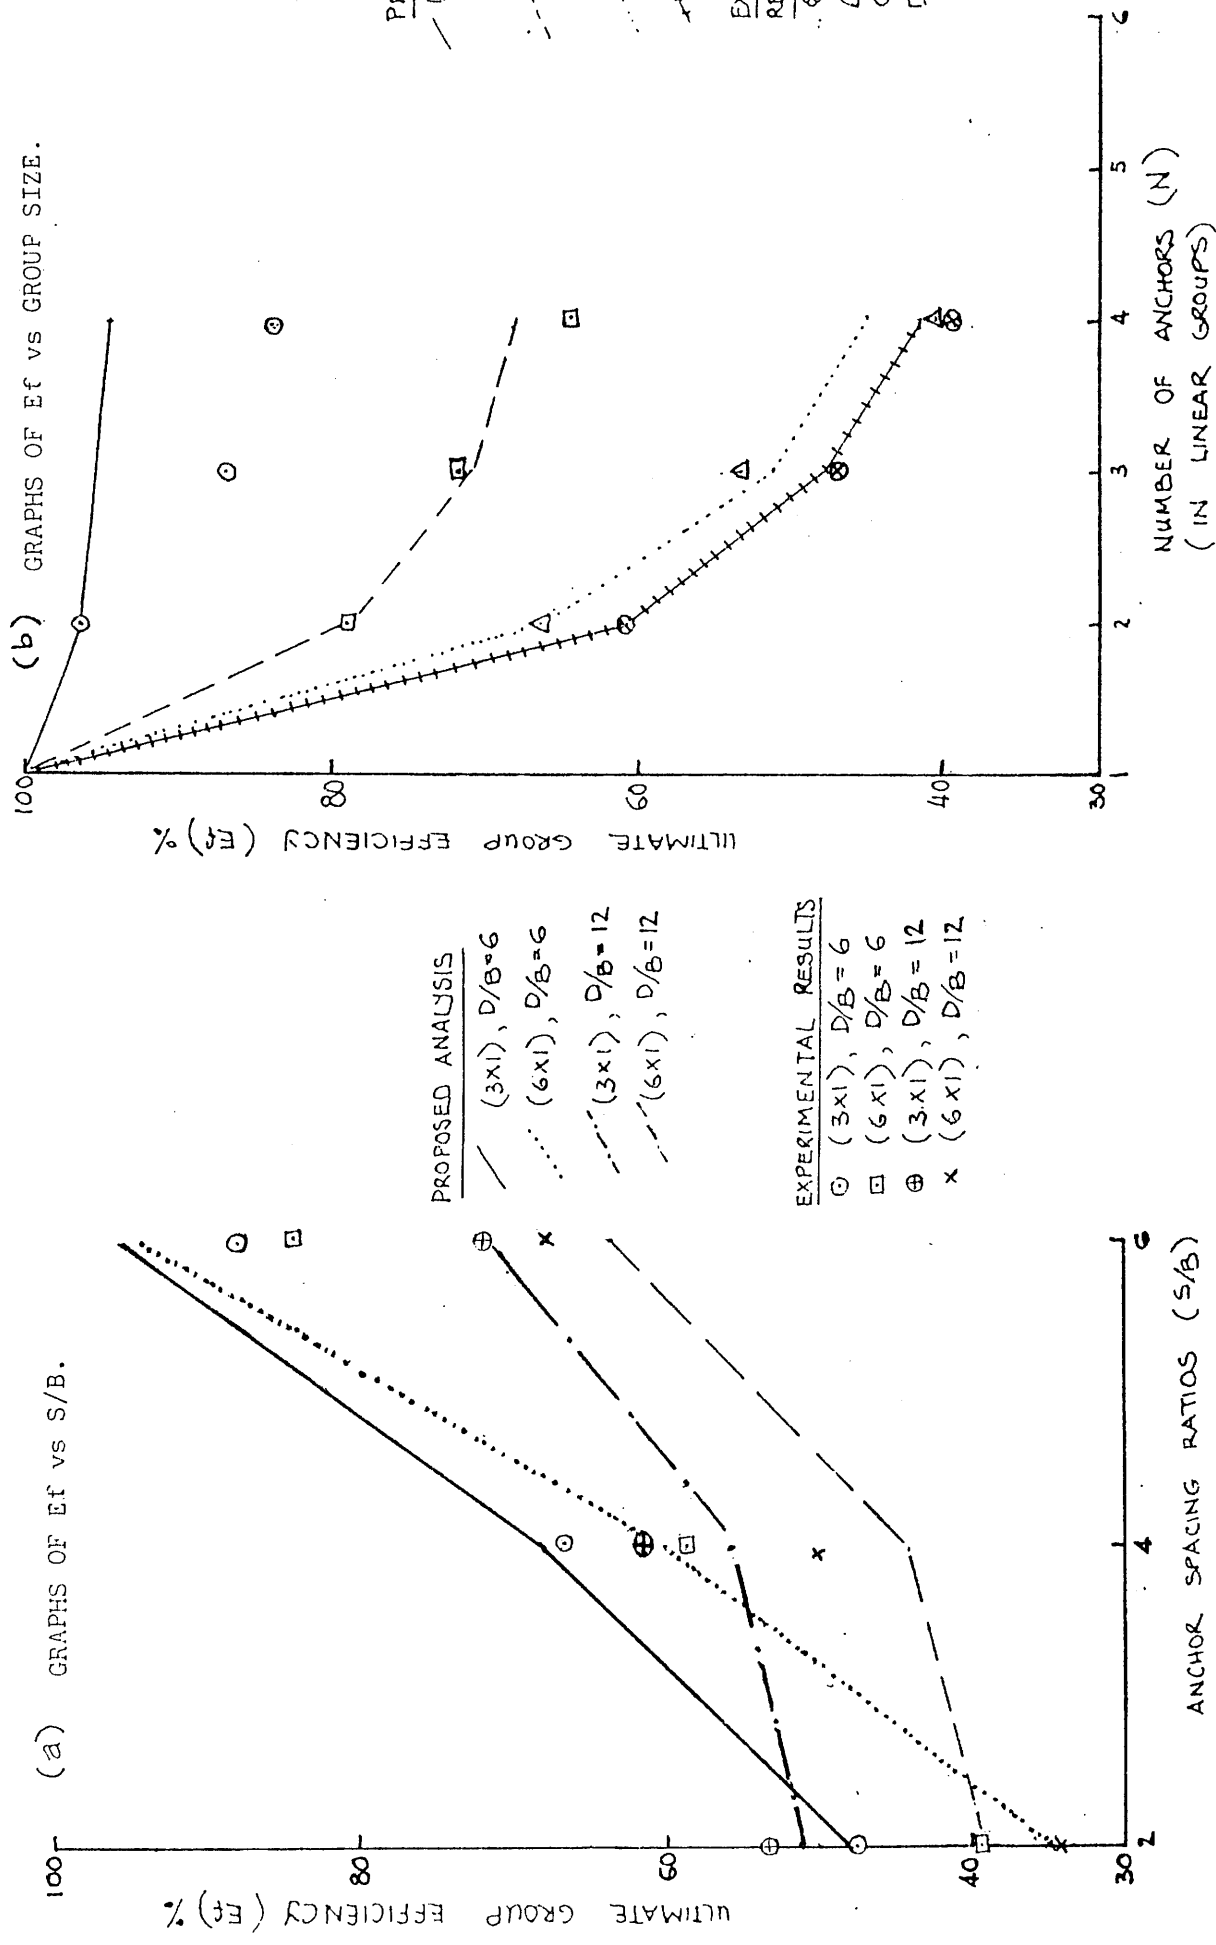 (a) GRAPHS OF Ef vs S/B.
ULTIMATE GROUP EFFICIENCY (Ef) %
100
80
60
40
30
2
4
6
ANCHOR SPACING RATIOS (S/B)
PROPOSED ANALYSIS
(3X1), D/B=6
(6X1), D/B=6
(3X1), D/B=12
(6X1), D/B=12
EXPERIMENTAL RESULTS
(3X1), D/B=6
(6X1), D/B=6
(3X1), D/B=12
(6X1), D/B=12
(b) GRAPHS OF Ef vs GROUP SIZE.
ULTIMATE GROUP EFFICIENCY (Ef) %
100
80
60
40
30
1
2
3
4
5
6
NUMBER OF ANCHORS (N)
(IN LINEAR GROUPS)